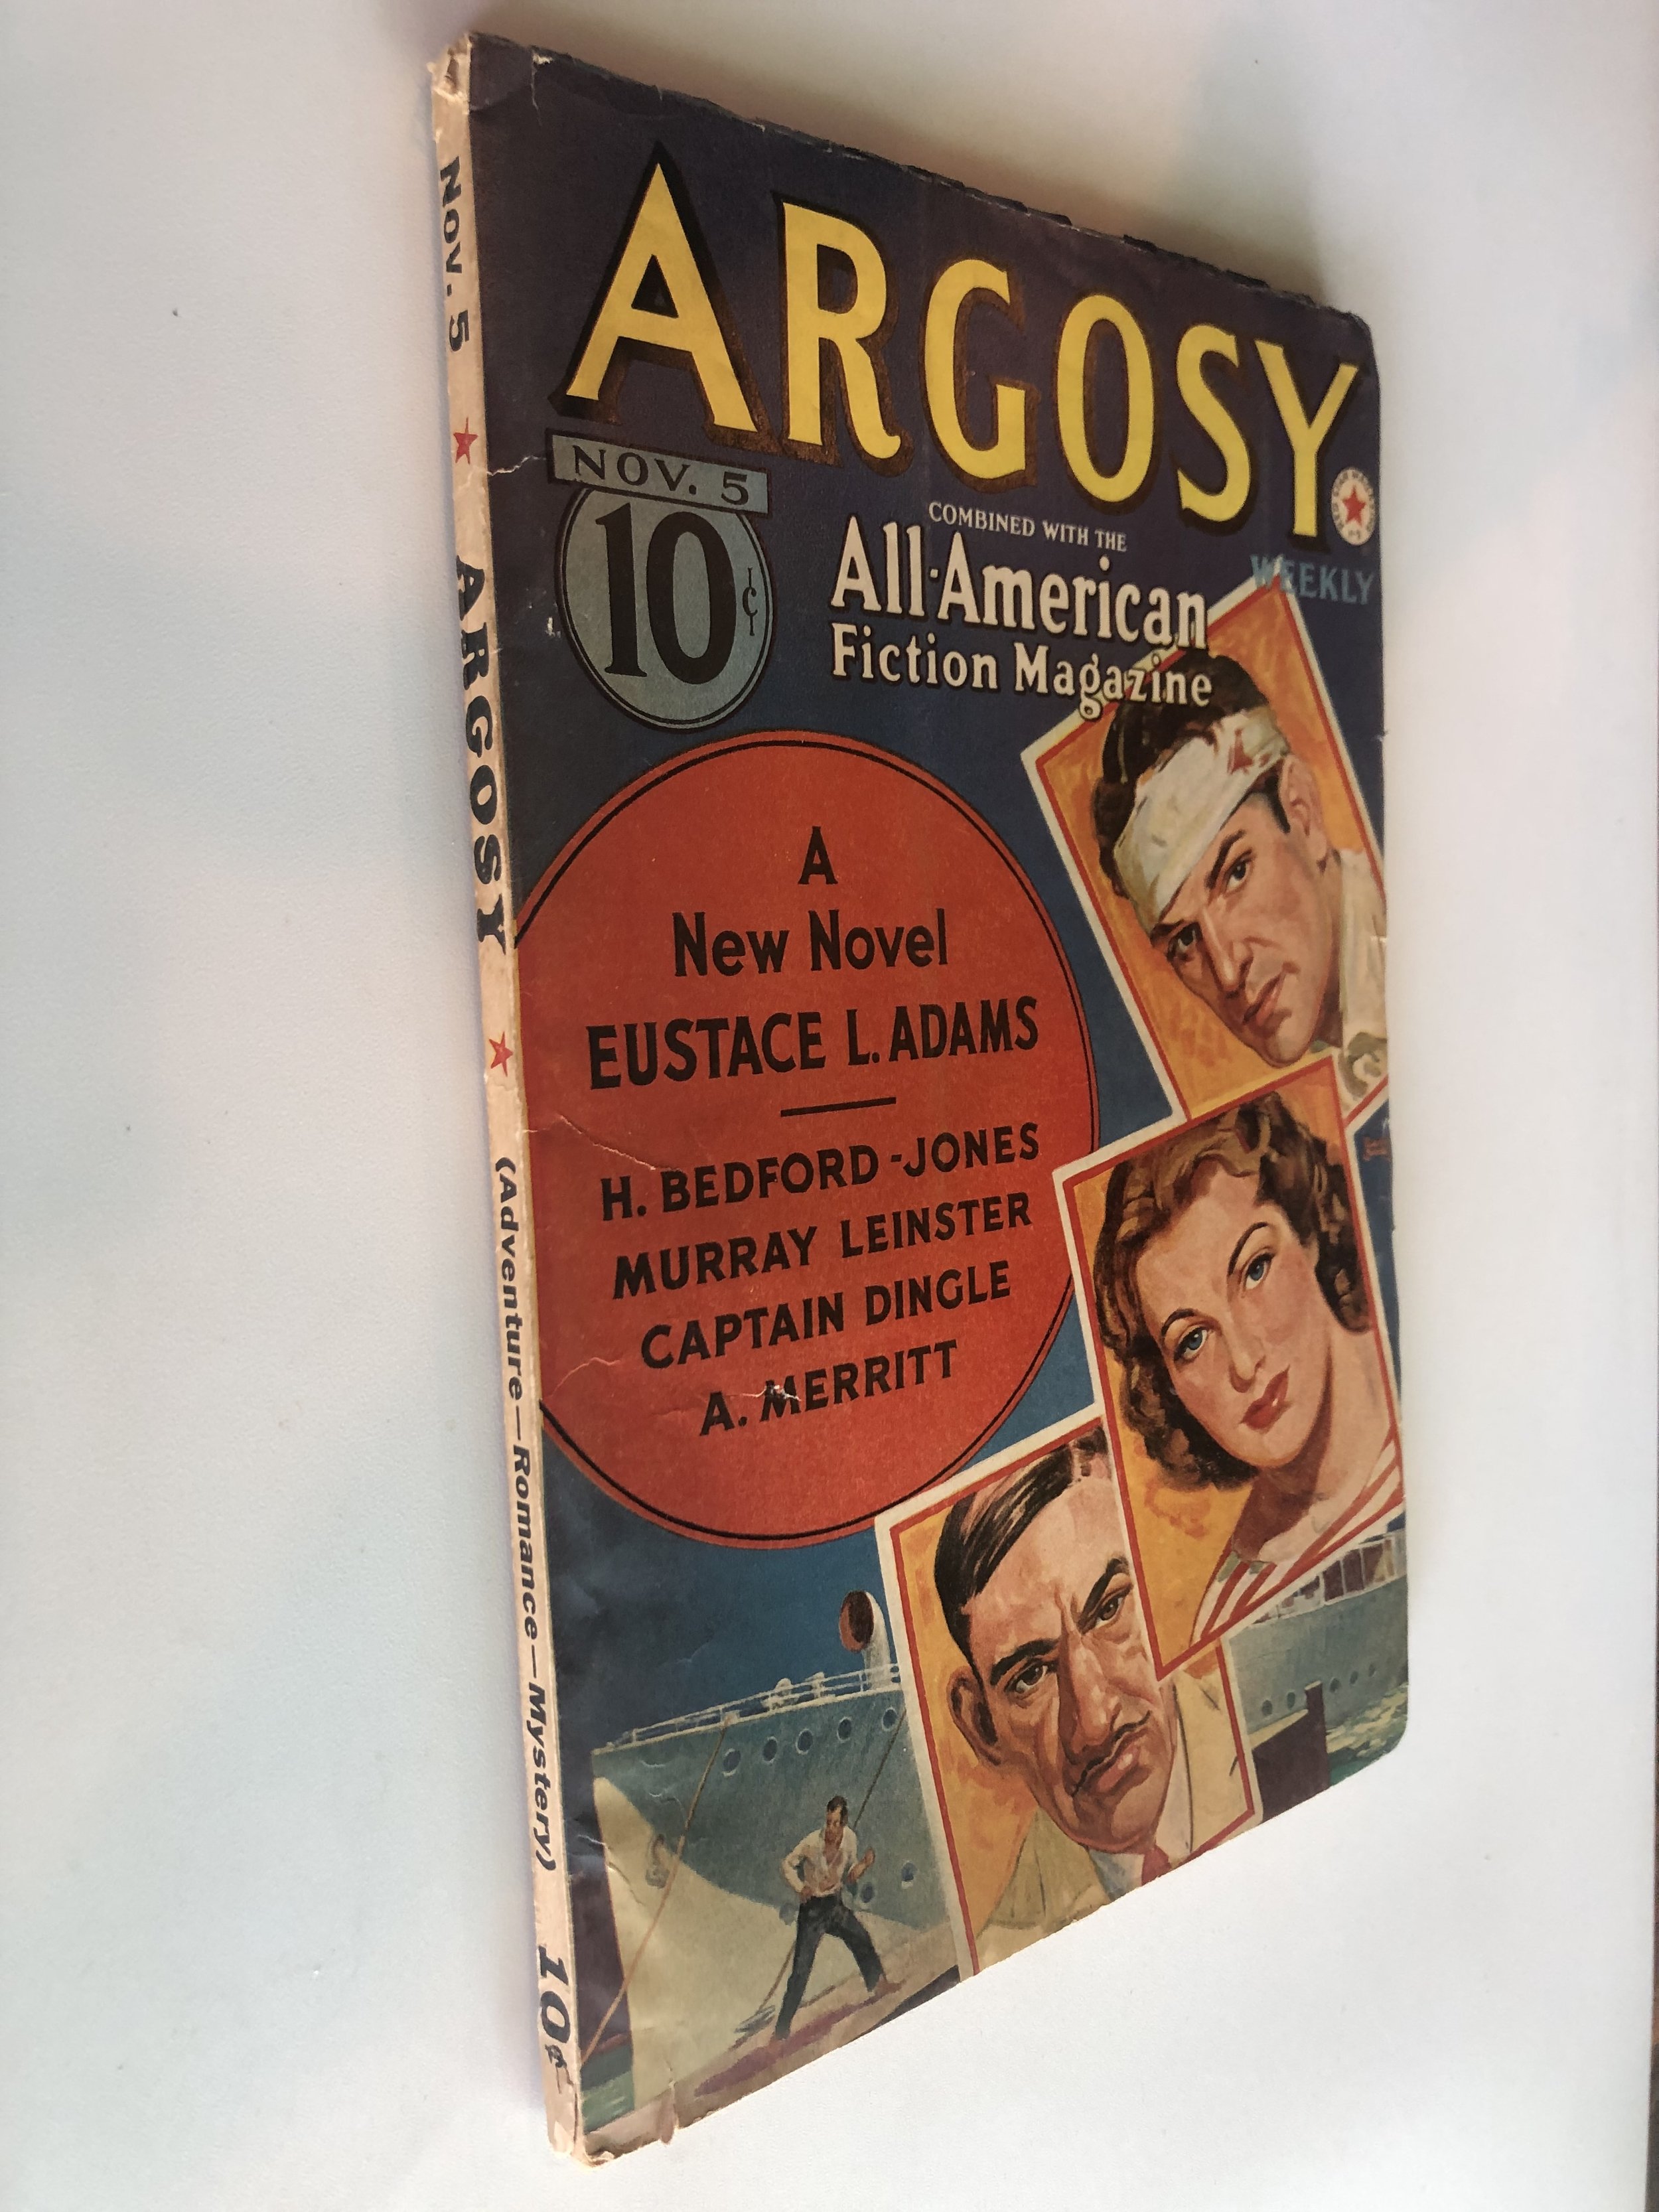 NOV. 5 ★ ARGOSY ★ (Adventure—Romance—Mystery) 10¢
ARGOSY
NOV. 5
10¢
COMBINED WITH THE
All-American
Fiction Magazine
WEEKLY
A
New Novel
EUSTACE L. ADAMS
H. BEDFORD-JONES
MURRAY LEINSTER
CAPTAIN DINGLE
A. MERRITT